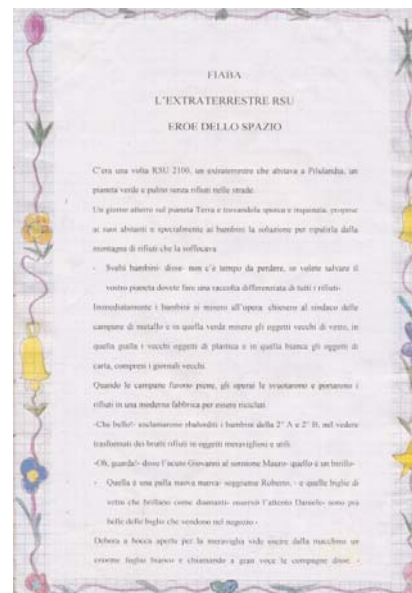 FIABA
L'EXTRATERRESTRE RSU
EROE DELLO SPAZIO
C'era una volta RSU 2100, un extraterrestre che abitava a Pilslandia, un
pianeta verde e pulito senza rifiuti nelle strade.
Un giorno atterrò sul pianeta Terra e trovandola sporca e inquinata, propose
ai suoi abitanti e specialmente ai bambini la soluzione per ripulirla dalla
montagna di rifiuti che la soffocava.
- Svelti bambini- disse- non c'è tempo da perdere, se volete salvare il
vostro pianeta dovete fare una raccolta differenziata di tutti i rifiuti-
Immediatamente i bambini si misero all'opera: chiesero al sindaco delle
campane di metallo e in quella verde misero gli oggetti vecchi di vetro, in
quella gialla i vecchi oggetti di plastica e in quella bianca gli oggetti di
carta, compresi i giornali vecchi.
Quando le campane furono piene, gli operai le svuotarono e portarono i
rifiuti in una moderna fabbrica per essere riciclati.
-Che bello!- esclamarono sbalorditi i bambini della 2° A e 2° B, nel vedere
trasformati dei brutti rifiuti in oggetti meravigliosi e utili.
-Oh, guarda!- disse l'acuto Giovanni al sornione Mauro- quello è un birillo-
- Quella è una palla nuova nuova- soggiunse Roberto, - e quelle biglie di
vetro che brillano come diamanti- osservò l'attento Daniele- sono più
belle delle biglie che vendono nel negozio.-
Debora a bocca aperta per la meraviglia vide uscire dalla macchina un
enorme foglio bianco e chiamando a gran voce le compagne disse: -